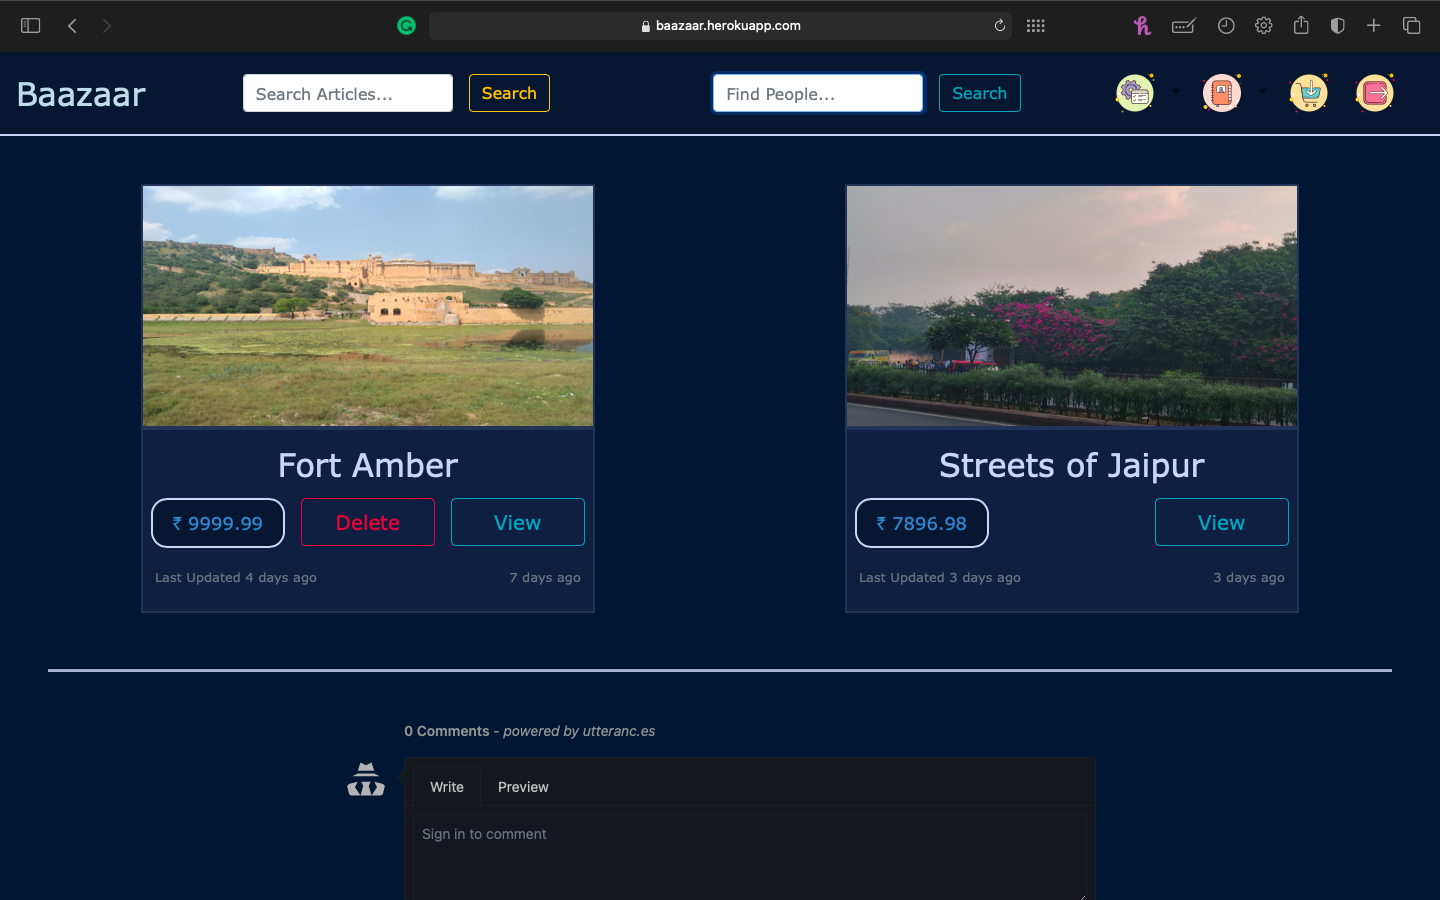 baazaar.herokuapp.com
Baazaar
Search Articles...
Search
Find People...
Search
Fort Amber
₹ 9999.99
Delete
View
Last Updated 4 days ago
7 days ago
Streets of Jaipur
₹ 7896.98
View
Last Updated 3 days ago
3 days ago
0 Comments - powered by utteranc.es
Write
Preview
Sign in to comment